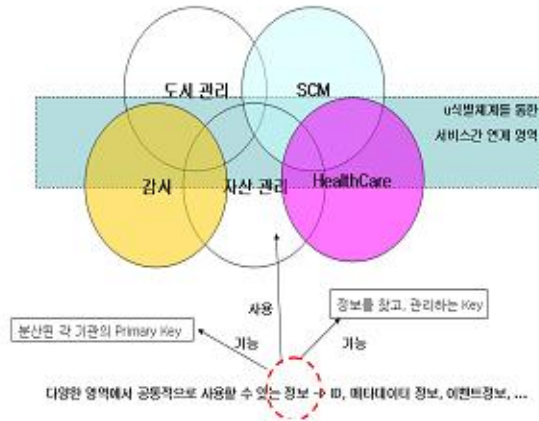 도시 관리
SCM
u식별체계를 통한
서비스간 연계 영역
감시
자산 관리
HealthCare
사용
정보를 찾고, 관리하는 Key
분산된 각 기관의 Primary Key
기능
기능
다양한 영역에서 공통적으로 사용할 수 있는 정보 → ID, 메타데이터 정보, 이벤트정보, ...